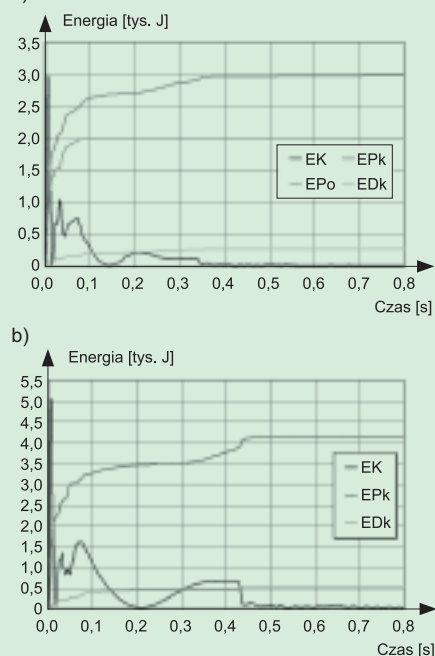 Energia [tys. J]
3,5
3,0
2,5
2,0
1,5
1,0
0,5
0
EK EPk
EPo EDk
0,0 0,1 0,2 0,3 0,4 0,5 0,6 0,7 0,8
Czas [s]
b)
Energia [tys. J]
5,5
5,0
4,5
4,0
3,5
3,0
2,5
2,0
1,5
1,0
0,5
0
EK
EPk
EDk
0,0 0,1 0,2 0,3 0,4 0,5 0,6 0,7 0,8
Czas [s]